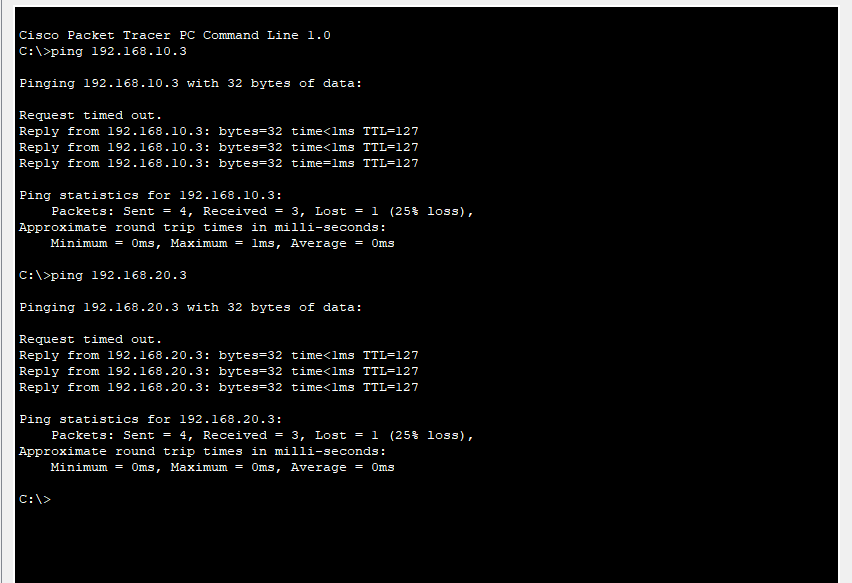 Cisco Packet Tracer PC Command Line 1.0
C:\>ping 192.168.10.3
Pinging 192.168.10.3 with 32 bytes of data:
Request timed out.
Reply from 192.168.10.3: bytes=32 time<1ms TTL=127
Reply from 192.168.10.3: bytes=32 time<1ms TTL=127
Reply from 192.168.10.3: bytes=32 time=1ms TTL=127
Ping statistics for 192.168.10.3:
    Packets: Sent = 4, Received = 3, Lost = 1 (25% loss),
Approximate round trip times in milli-seconds:
    Minimum = 0ms, Maximum = 1ms, Average = 0ms
C:\>ping 192.168.20.3
Pinging 192.168.20.3 with 32 bytes of data:
Request timed out.
Reply from 192.168.20.3: bytes=32 time<1ms TTL=127
Reply from 192.168.20.3: bytes=32 time<1ms TTL=127
Reply from 192.168.20.3: bytes=32 time<1ms TTL=127
Ping statistics for 192.168.20.3:
    Packets: Sent = 4, Received = 3, Lost = 1 (25% loss),
Approximate round trip times in milli-seconds:
    Minimum = 0ms, Maximum = 0ms, Average = 0ms
C:\>